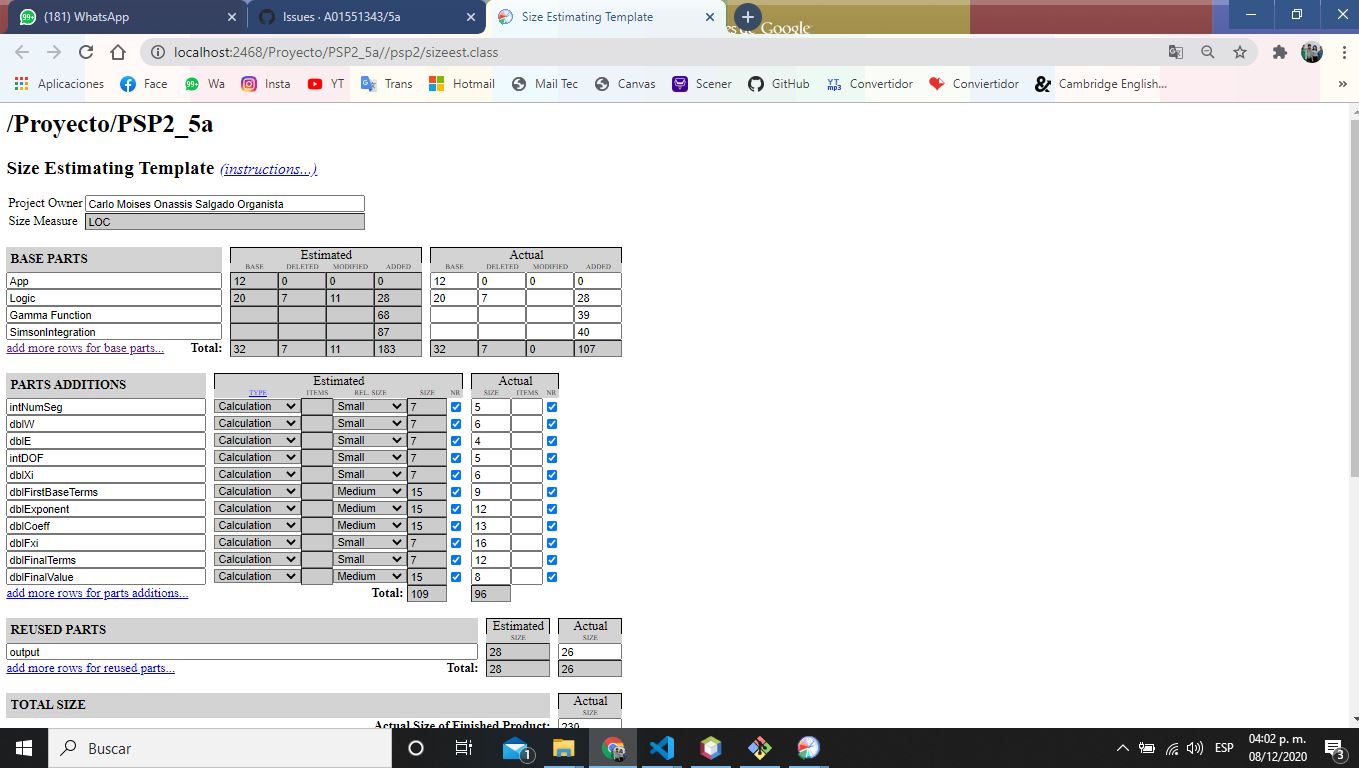 (181) WhatsApp
Issues · A01551343/5a
Size Estimating Template
es de Google
localhost:2468/Proyecto/PSP2_5a//psp2/sizeest.class
Aplicaciones Face Wa Insta YT Trans Hotmail Mail Tec Canvas Scener GitHub YT mp3 Convertidor Conviertidor Cambridge English... »
/Proyecto/PSP2_5a
Size Estimating Template (instructions...)
Project Owner Carlo Moises Onassis Salgado Organista
Size Measure LOC
BASE PARTS Estimated Actual
BASE DELETED MODIFIED ADDED BASE DELETED MODIFIED ADDED
App 12 0 0 0 12 0 0 0
Logic 20 7 11 28 20 7 28
Gamma Function 68 39
SimsonIntegration 87 40
add more rows for base parts... Total: 32 7 11 183 32 7 0 107
PARTS ADDITIONS Estimated Actual
TYPE ITEMS REL. SIZE SIZE NR SIZE ITEMS NR
intNumSeg Calculation Small 7 5
dblW Calculation Small 7 6
dblE Calculation Small 7 4
intDOF Calculation Small 7 5
dblXi Calculation Small 7 6
dblFirstBaseTerms Calculation Medium 15 9
dblExponent Calculation Medium 15 12
dblCoeff Calculation Medium 15 13
dblFxi Calculation Small 7 16
dblFinalTerms Calculation Small 7 12
dblFinalValue Calculation Medium 15 8
add more rows for parts additions... Total: 109 96
REUSED PARTS Estimated Actual
SIZE SIZE
output 28 26
add more rows for reused parts... Total: 28 26
TOTAL SIZE Actual
SIZE
Actual Size of Finished Product: 239
Buscar
1
ESP
04:02 p. m.
08/12/2020
3